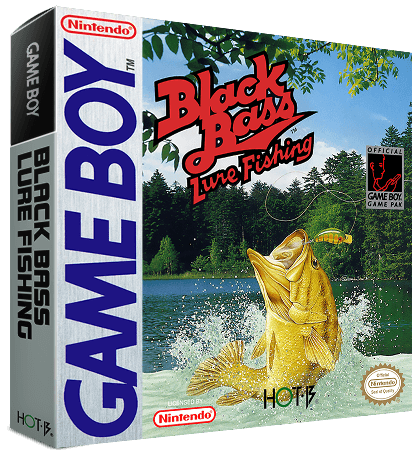 GAME BOY
BLACK BASS
LURE FISHING
HOT·B
Nintendo
GAME BOY
TM
Black
Bass
TM
Lure Fishing
OFFICIAL
GAME BOY
GAME PAK
LICENSED BY
Nintendo
HOT·B
Official
Nintendo
Seal of Quality